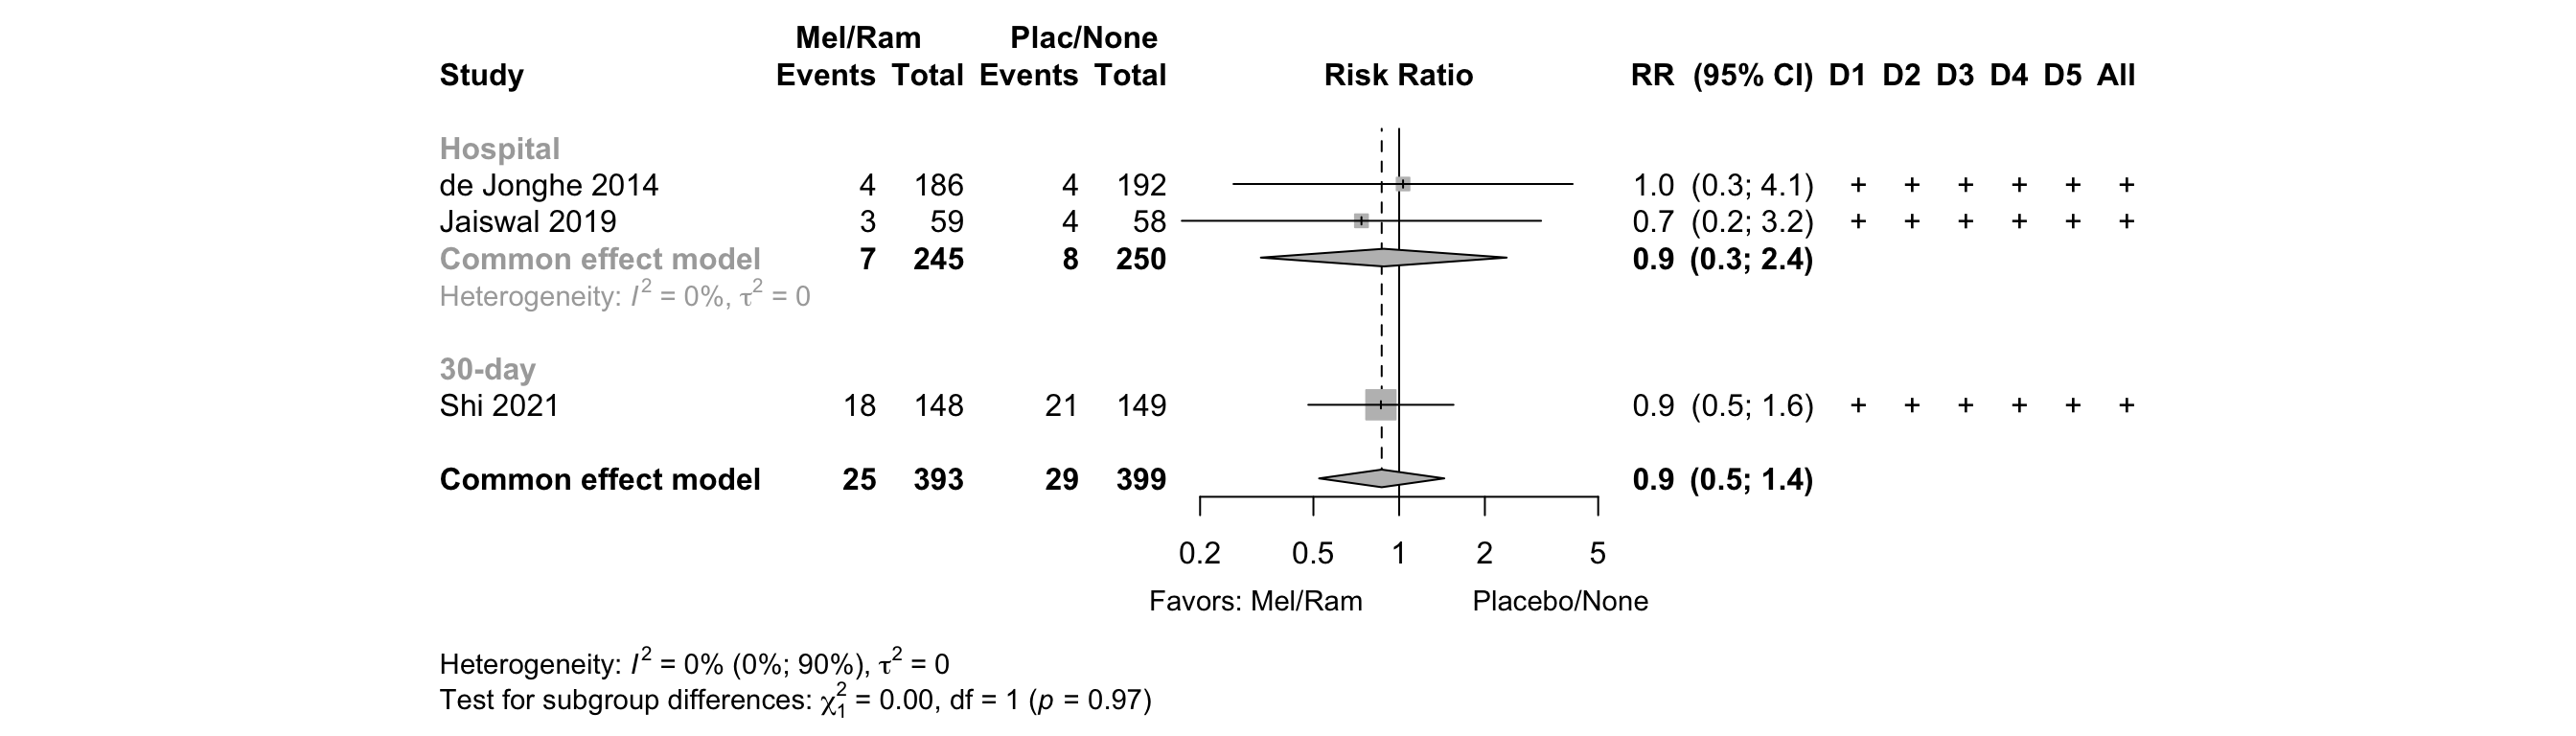 Mel/Ram Plac/None
Study Events Total Events Total Risk Ratio RR (95% CI) D1 D2 D3 D4 D5 All
Hospital
de Jonghe 2014 4 186 4 192 1.0 (0.3; 4.1) + + + + + +
Jaiswal 2019 3 59 4 58 0.7 (0.2; 3.2) + + + + + +
Common effect model 7 245 8 250 0.9 (0.3; 2.4)
Heterogeneity: I² = 0%, τ² = 0
30-day
Shi 2021 18 148 21 149 0.9 (0.5; 1.6) + + + + + +
Common effect model 25 393 29 399 0.9 (0.5; 1.4)
0.2 0.5 1 2 5
Favors: Mel/Ram Placebo/None
Heterogeneity: I² = 0% (0%; 90%), τ² = 0
Test for subgroup differences: χ₁² = 0.00, df = 1 (p = 0.97)